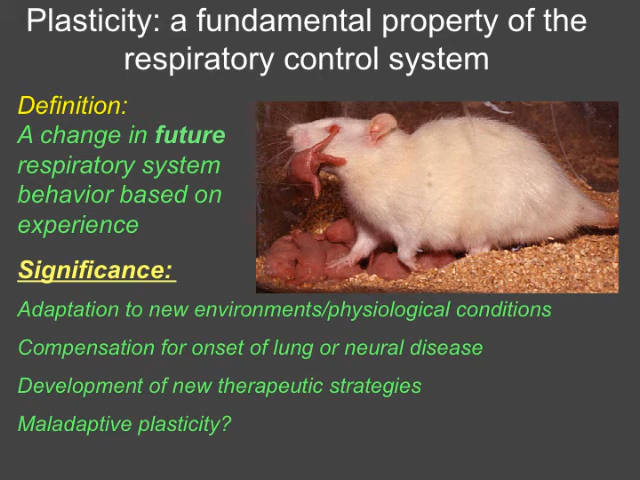 Plasticity: a fundamental property of the
respiratory control system
Definition:
A change in future
respiratory system
behavior based on
experience
Significance:
Adaptation to new environments/physiological conditions
Compensation for onset of lung or neural disease
Development of new therapeutic strategies
Maladaptive plasticity?